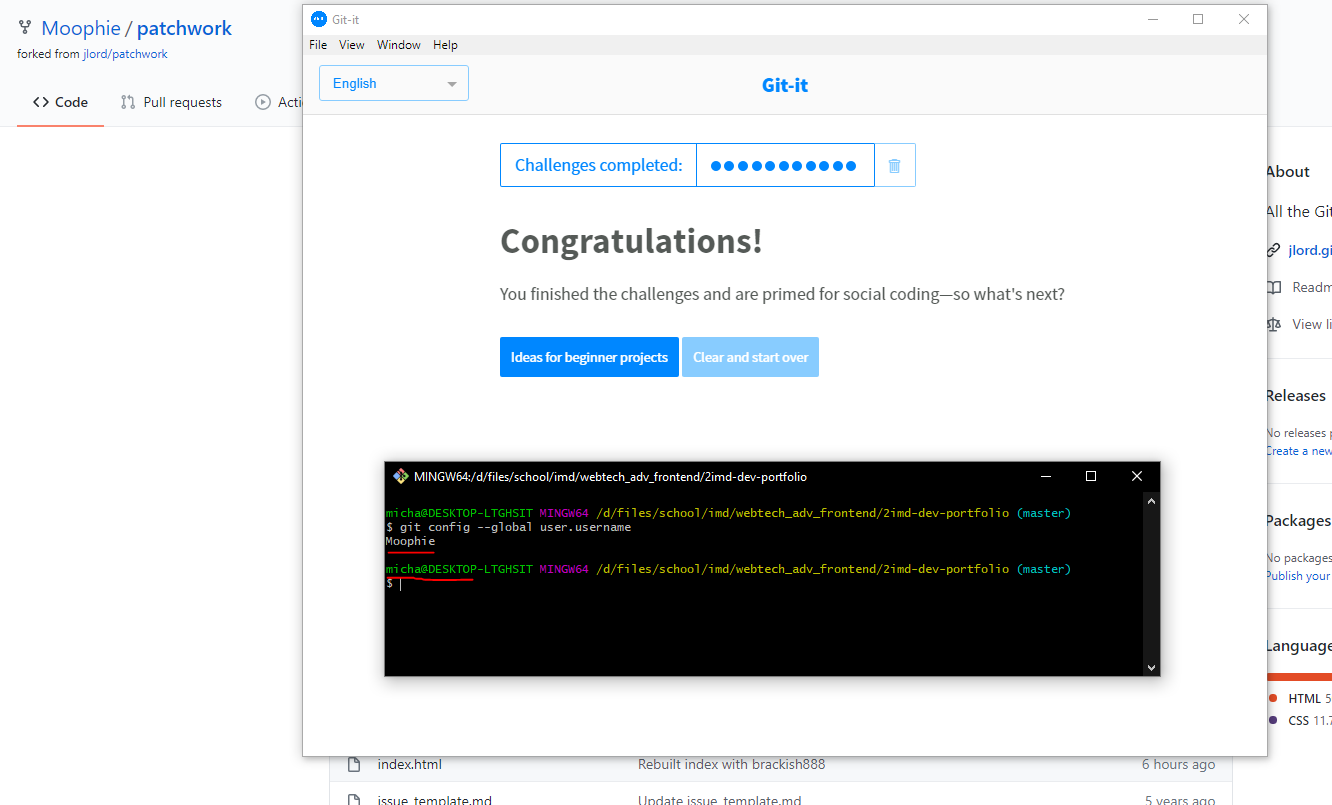 Moophie / patchwork
forked from jlord/patchwork
Code Pull requests Acti
Git-it
File View Window Help
English
Git-it
Challenges completed:
Congratulations!
You finished the challenges and are primed for social coding—so what's next?
Ideas for beginner projects Clear and start over
MINGW64:/d/files/school/imd/webtech_adv_frontend/2imd-dev-portfolio
micha@DESKTOP-LTGHSIT MINGW64 /d/files/school/imd/webtech_adv_frontend/2imd-dev-portfolio (master)
$ git config --global user.username
Moophie
micha@DESKTOP-LTGHSIT MINGW64 /d/files/school/imd/webtech_adv_frontend/2imd-dev-portfolio (master)
$
About
All the Git
jlord.gi
Readm
View li
Releases
No releases p
Create a new
Packages
No packages
Publish your
Language
HTML 5
CSS 11.7
index.html Rebuilt index with brackish888 6 hours ago
issue_template.md Update issue_template.md 5 years ago